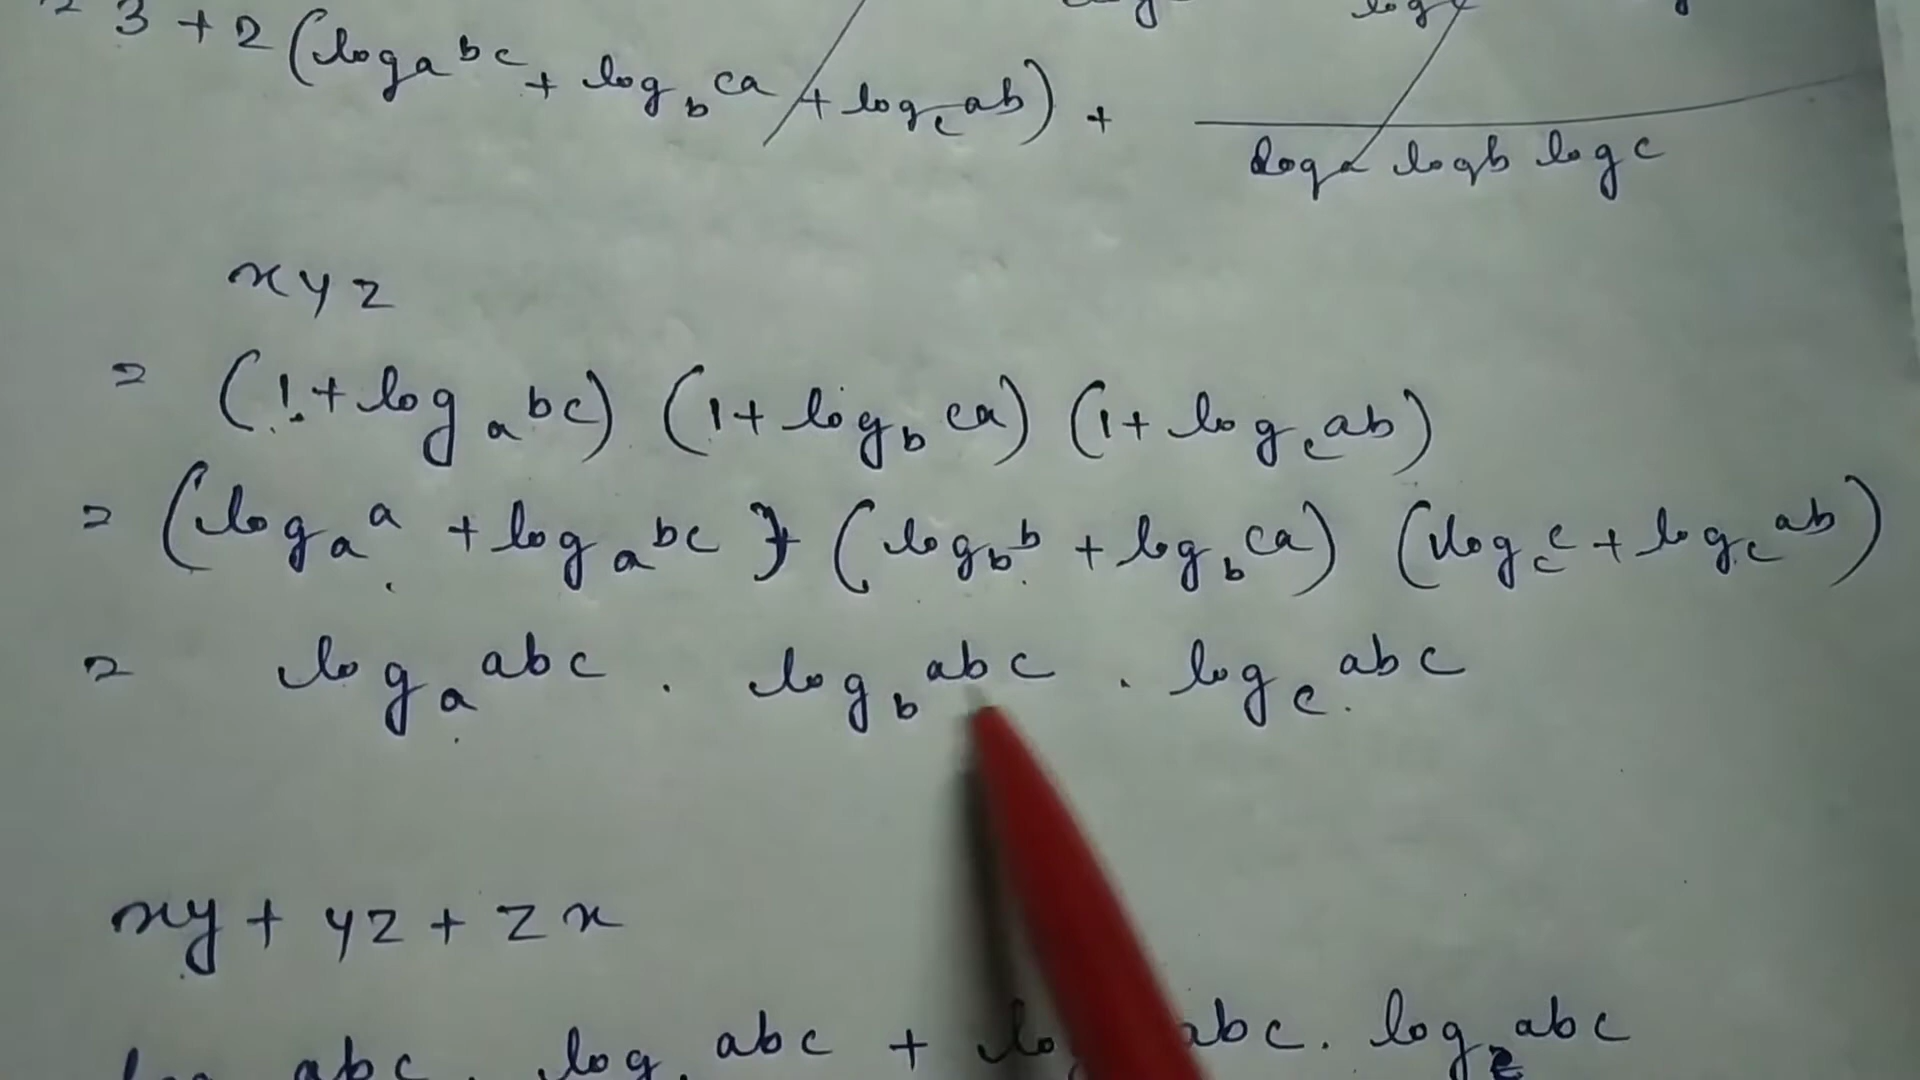 = 3 + 2 (log_a bc + log_b ca + log_c ab) +
log a log b log c
xyz
= (1 + log_a bc) (1 + log_b ca) (1 + log_c ab)
= (log_a a + log_a bc) (log_b b + log_b ca) (log_c c + log_c ab)
= log_a abc . log_b abc . log_c abc
xy + yz + zx
log abc . log abc + abc . log_c abc